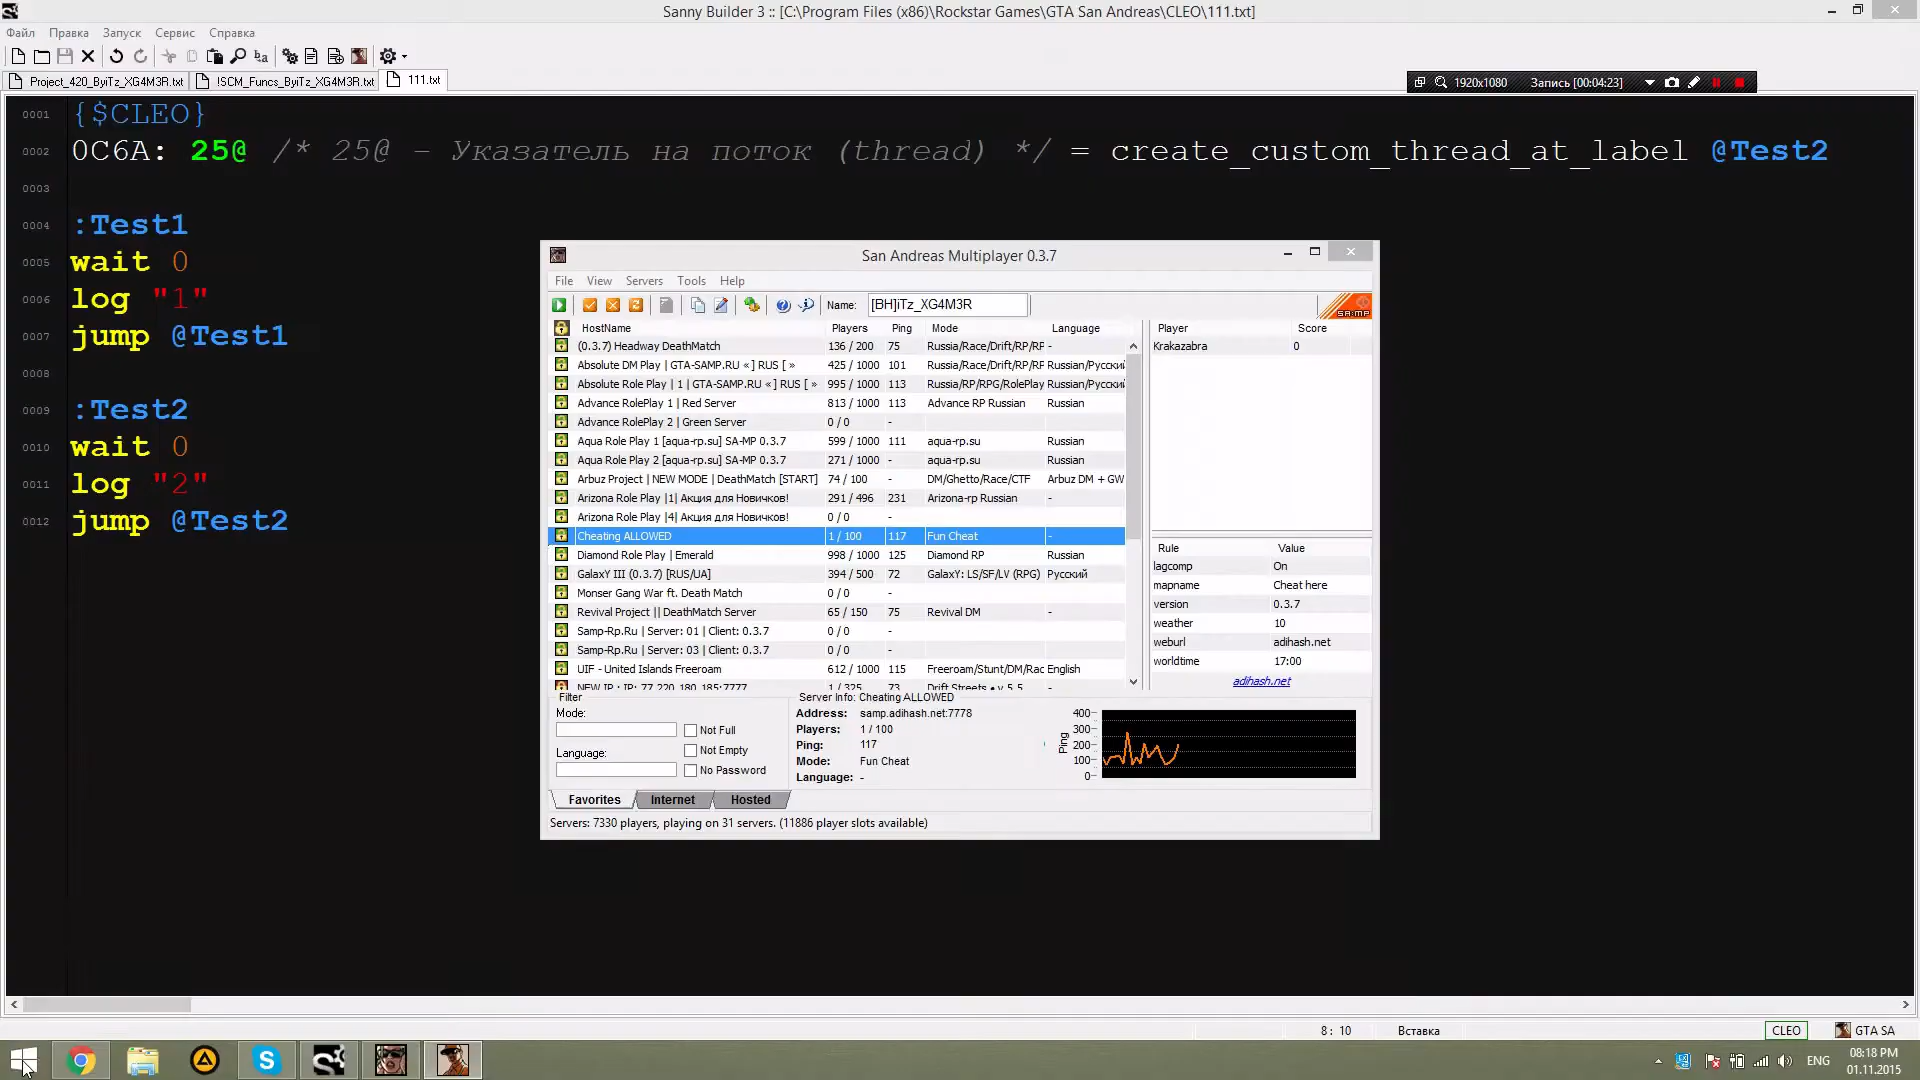 Sanny Builder 3 :: [C:\Program Files (x86)\Rockstar Games\GTA San Andreas\CLEO\111.txt]
Файл Правка Запуск Сервис Справка
Project_420_ByiTz_XG4M3R.txt !SCM_Funcs_ByiTz_XG4M3R.txt 111.txt
1920x1080 Запись [00:04:23]
0001 {$CLEO}
0002 0C6A: 25@ /* 25@ - Указатель на поток (thread) */ = create_custom_thread_at_label @Test2
0003
0004 :Test1
0005 wait 0
0006 log "1"
0007 jump @Test1
0008
0009 :Test2
0010 wait 0
0011 log "2"
0012 jump @Test2
San Andreas Multiplayer 0.3.7
File View Servers Tools Help
Name: [BH]iTz_XG4M3R
SA:MP
HostName Players Ping Mode Language
(0.3.7) Headway DeathMatch 136 / 200 75 Russia/Race/Drift/RP/RP -
Absolute DM Play | GTA-SAMP.RU « ] RUS [ » 425 / 1000 101 Russia/Race/Drift/RP/RP Russian/Русский
Absolute Role Play | 1 | GTA-SAMP.RU « ] RUS [ » 995 / 1000 113 Russia/RP/RPG/RolePlay Russian/Русский
Advance RolePlay 1 | Red Server 813 / 1000 113 Advance RP Russian Russian
Advance RolePlay 2 | Green Server 0 / 0 -
Aqua Role Play 1 [aqua-rp.su] SA-MP 0.3.7 599 / 1000 111 aqua-rp.su Russian
Aqua Role Play 2 [aqua-rp.su] SA-MP 0.3.7 271 / 1000 - aqua-rp.su Russian
Arbuz Project | NEW MODE | DeathMatch [START] 74 / 100 - DM/Ghetto/Race/CTF Arbuz DM + GW
Arizona Role Play |1| Акция для Новичков! 291 / 496 231 Arizona-rp Russian -
Arizona Role Play |4| Акция для Новичков! 0 / 0 -
Cheating ALLOWED 1 / 100 117 Fun Cheat -
Diamond Role Play | Emerald 998 / 1000 125 Diamond RP Russian
GalaxY III (0.3.7) [RUS/UA] 394 / 500 72 GalaxY: LS/SF/LV (RPG) Русский
Monser Gang War ft. Death Match 0 / 0 -
Revival Project || DeathMatch Server 65 / 150 75 Revival DM -
Samp-Rp.Ru | Server: 01 | Client: 0.3.7 0 / 0 -
Samp-Rp.Ru | Server: 03 | Client: 0.3.7 0 / 0 -
UIF - United Islands Freeroam 612 / 1000 115 Freeroam/Stunt/DM/Rac English
NEW IP : IP: 77.220.180.185:7777 1 / 325 73 Drift Streets • v 5.5 -
Player Score
Krakazabra 0
Rule Value
lagcomp On
mapname Cheat here
version 0.3.7
weather 10
weburl adihash.net
worldtime 17:00
adihash.net
Filter
Mode:
Language:
Not Full
Not Empty
No Password
Server Info: Cheating ALLOWED
Address: samp.adihash.net:7778
Players: 1 / 100
Ping: 117
Mode: Fun Cheat
Language: -
Ping
400
300
200
100
0
Favorites Internet Hosted
Servers: 7330 players, playing on 31 servers. (11886 player slots available)
8: 10 Вставка CLEO GTA SA
ENG
08:18 PM
01.11.2015